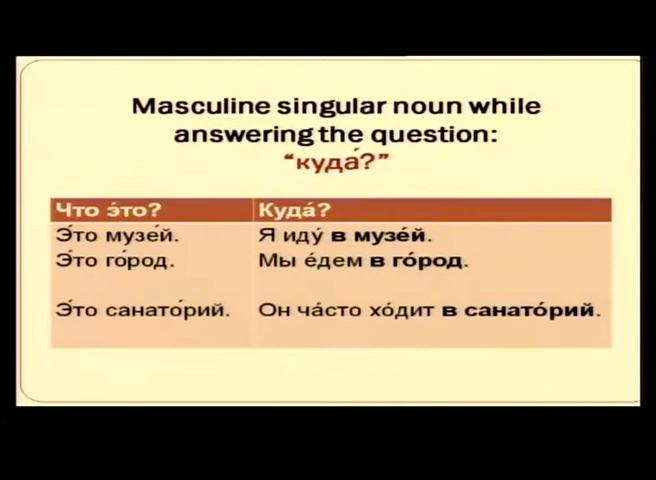 Masculine singular noun while
answering the question:
“куда́?”
Что э́то? Куда́?
Э́то музе́й. Я иду́ в музе́й.
Э́то го́род. Мы е́дем в го́род.
Э́то санато́рий. Он ча́сто хо́дит в санато́рий.